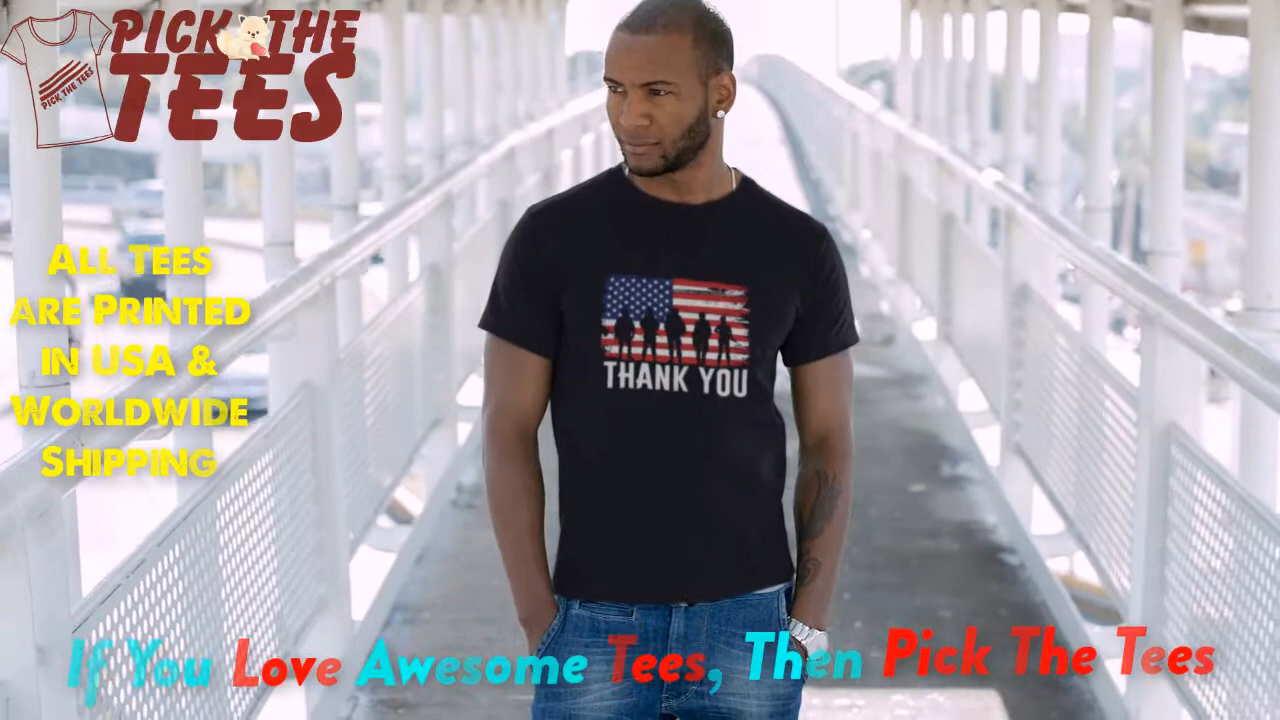 PICK THE
TEES
PICK THE TEES
All Tees
are Printed
in USA &
Worldwide
Shipping
THANK YOU
If You Love Awesome Tees, Then Pick The Tees